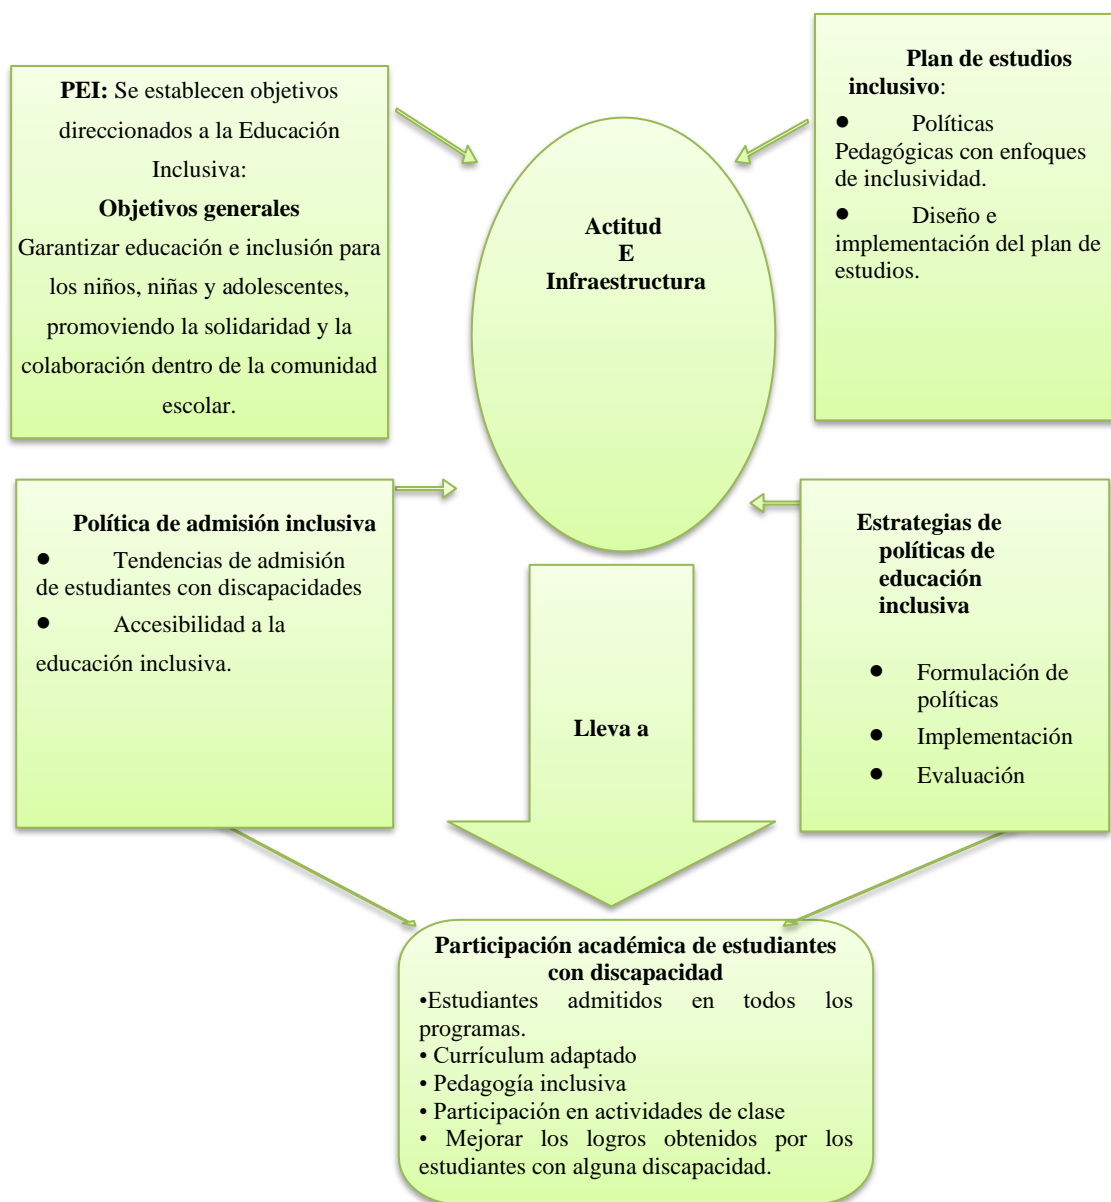 PEI: Se establecen objetivos
direccionados a la Educación
Inclusiva:
Objetivos generales
Garantizar educación e inclusión para
los niños, niñas y adolescentes,
promoviendo la solidaridad y la
colaboración dentro de la comunidad
escolar.
Actitud
E
Infraestructura
Plan de estudios
inclusivo:
● Políticas
Pedagógicas con enfoques
de inclusividad.
● Diseño e
implementación del plan de
estudios.
Política de admisión inclusiva
● Tendencias de admisión
de estudiantes con discapacidades
● Accesibilidad a la
educación inclusiva.
Lleva a
Estrategias de
políticas de
educación
inclusiva
● Formulación de
políticas
● Implementación
● Evaluación
Participación académica de estudiantes
con discapacidad
•Estudiantes admitidos en todos los
programas.
• Currículum adaptado
• Pedagogía inclusiva
• Participación en actividades de clase
• Mejorar los logros obtenidos por los
estudiantes con alguna discapacidad.